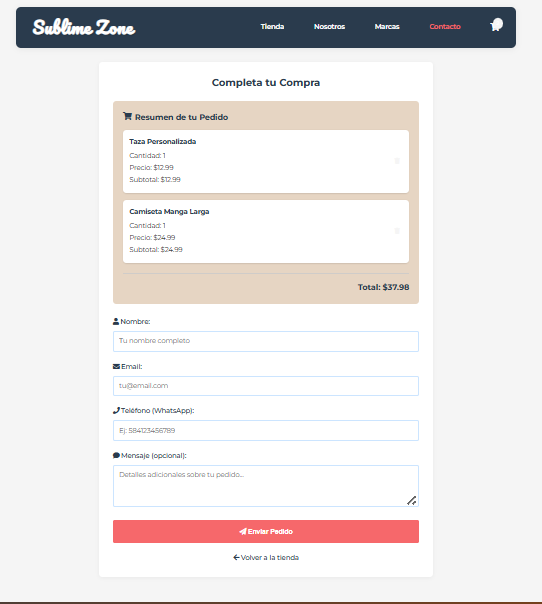 Sublime Zone
Tienda
Nosotros
Marcas
Contacto
Completa tu Compra
Resumen de tu Pedido
Taza Personalizada
Cantidad: 1
Precio: $12.99
Subtotal: $12.99
Camiseta Manga Larga
Cantidad: 1
Precio: $24.99
Subtotal: $24.99
Total: $37.98
Nombre:
Tu nombre completo
Email:
tu@email.com
Teléfono (WhatsApp):
Ej: 584123456789
Mensaje (opcional):
Detalles adicionales sobre tu pedido...
Enviar Pedido
Volver a la tienda